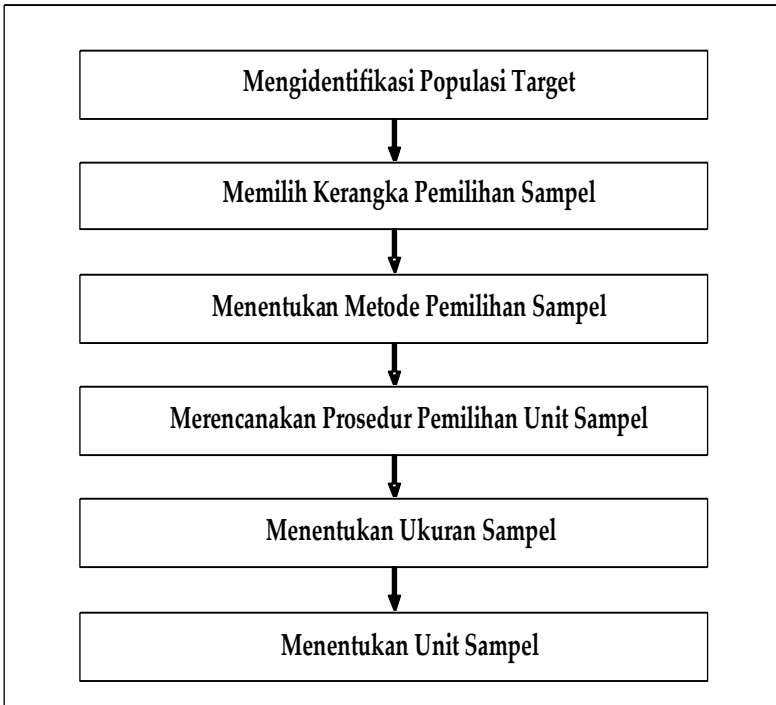 Mengidentifikasi Populasi Target
Memilih Kerangka Pemilihan Sampel
Menentukan Metode Pemilihan Sampel
Merencanakan Prosedur Pemilihan Unit Sampel
Menentukan Ukuran Sampel
Menentukan Unit Sampel